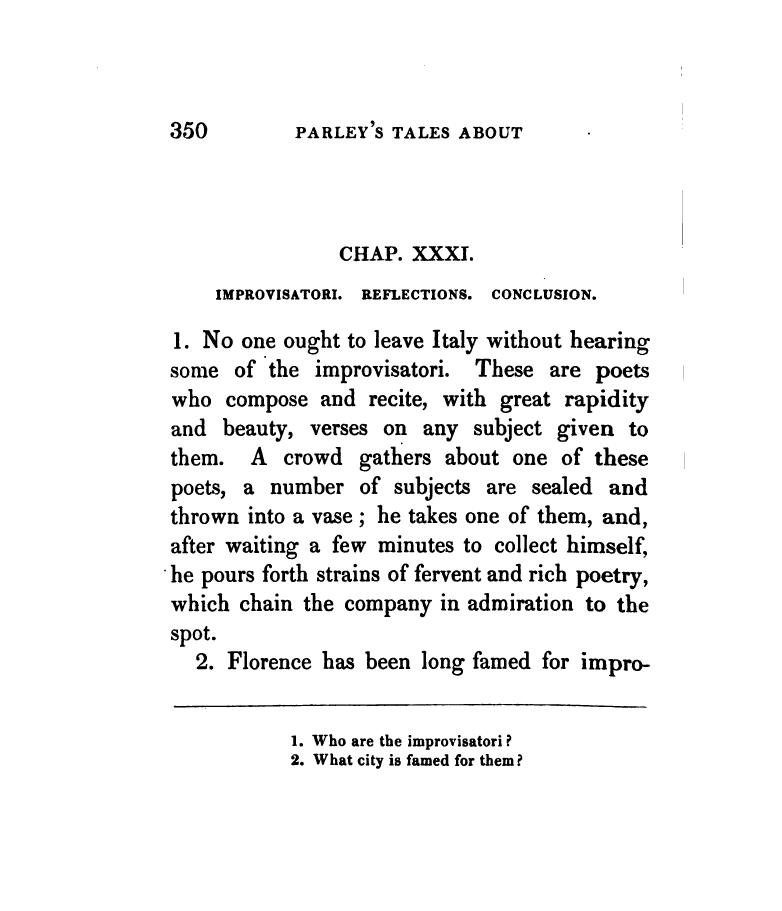 350 PARLEY'S TALES ABOUT
CHAP. XXXI.
IMPROVISATORI. REFLECTIONS. CONCLUSION.
1. No one ought to leave Italy without hearing
some of the improvisatori. These are poets
who compose and recite, with great rapidity
and beauty, verses on any subject given to
them. A crowd gathers about one of these
poets, a number of subjects are sealed and
thrown into a vase ; he takes one of them, and,
after waiting a few minutes to collect himself,
he pours forth strains of fervent and rich poetry,
which chain the company in admiration to the
spot.
2. Florence has been long famed for impro-
1. Who are the improvisatori ?
2. What city is famed for them ?